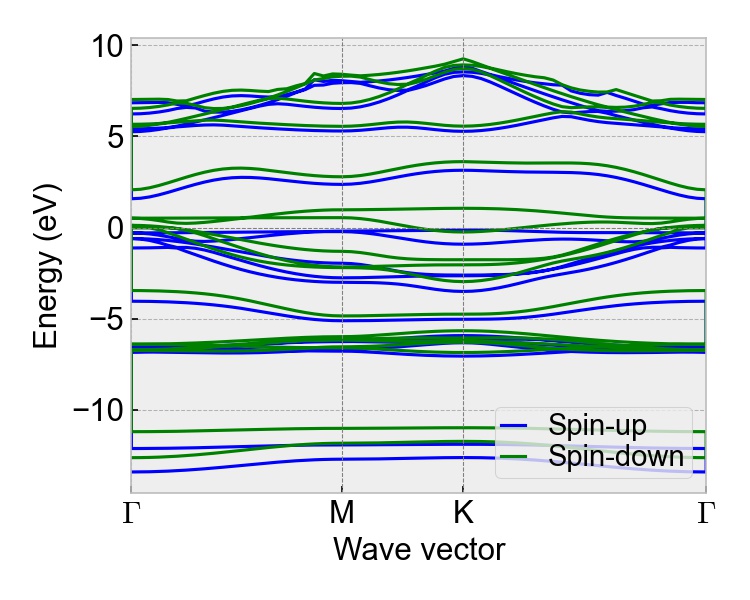 10
5
0
−5
−10
Energy (eV)
Spin-up
Spin-down
Γ M K Γ
Wave vector